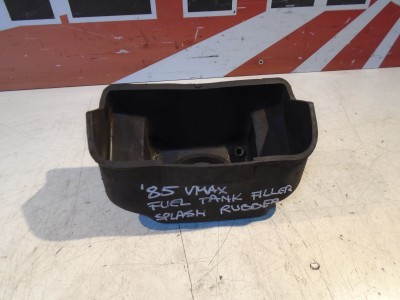 '85 VMAX
FUEL TANK FILLER
SPLASH RUBBER